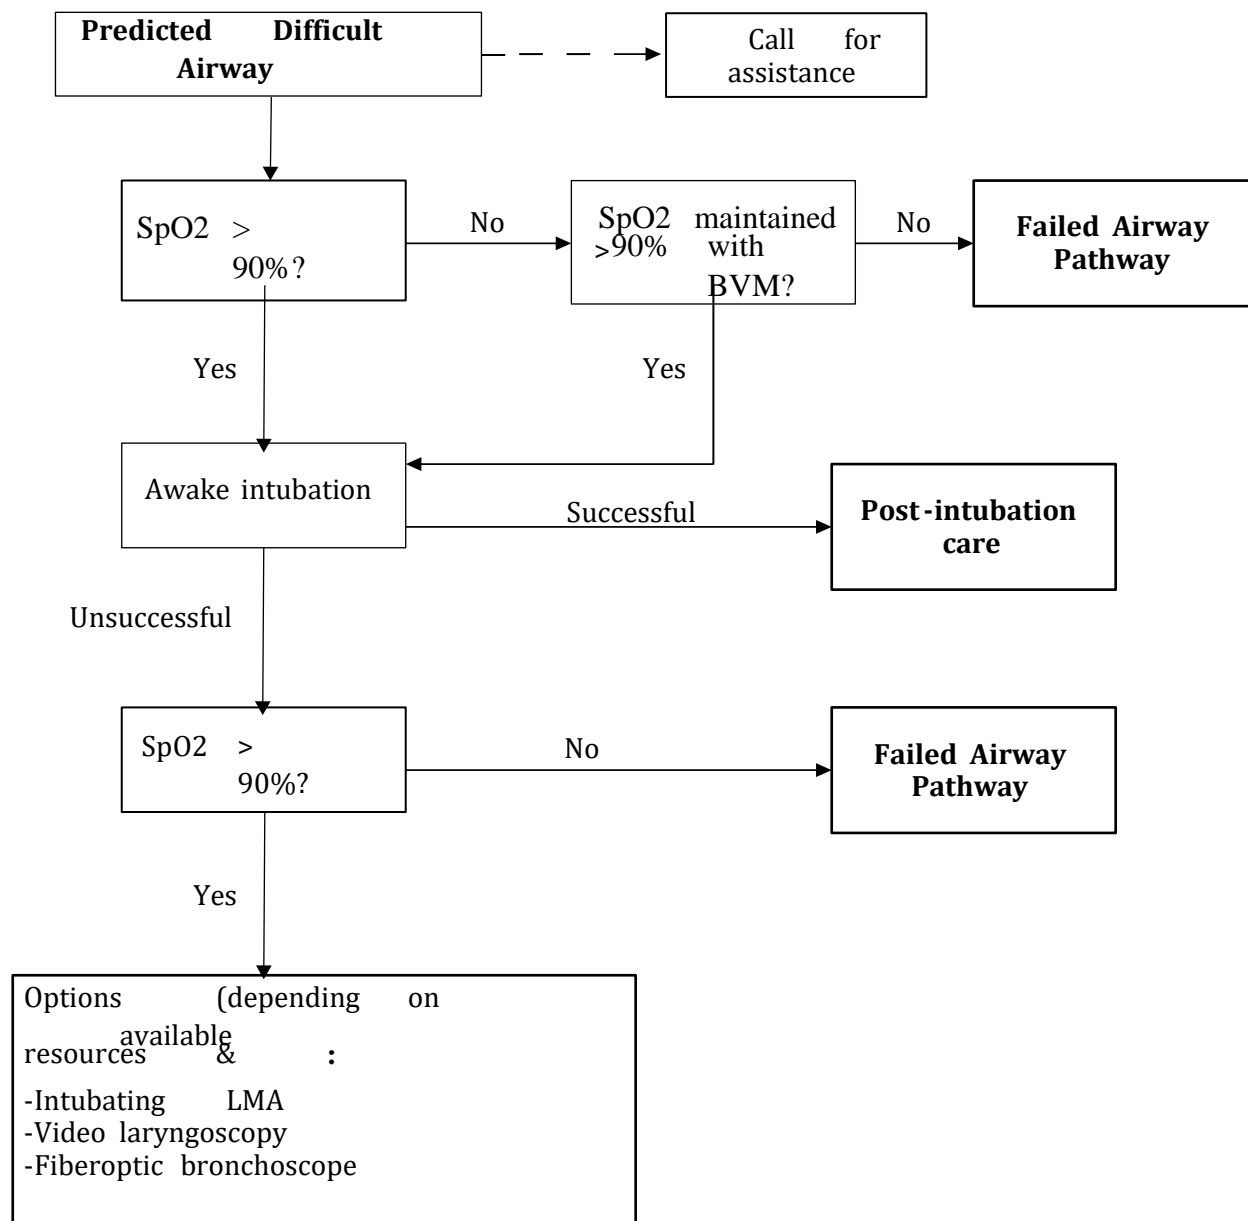 Predicted Difficult
Airway
Call for
assistance
SpO2 >
90%?
No
SpO2 maintained
>90% with
BVM?
No
Failed Airway
Pathway
Yes
Yes
Awake intubation
Successful
Post-intubation
care
Unsuccessful
SpO2 >
90%?
No
Failed Airway
Pathway
Yes
Options (depending on
available
resources & :
-Intubating LMA
-Video laryngoscopy
-Fiberoptic bronchoscope